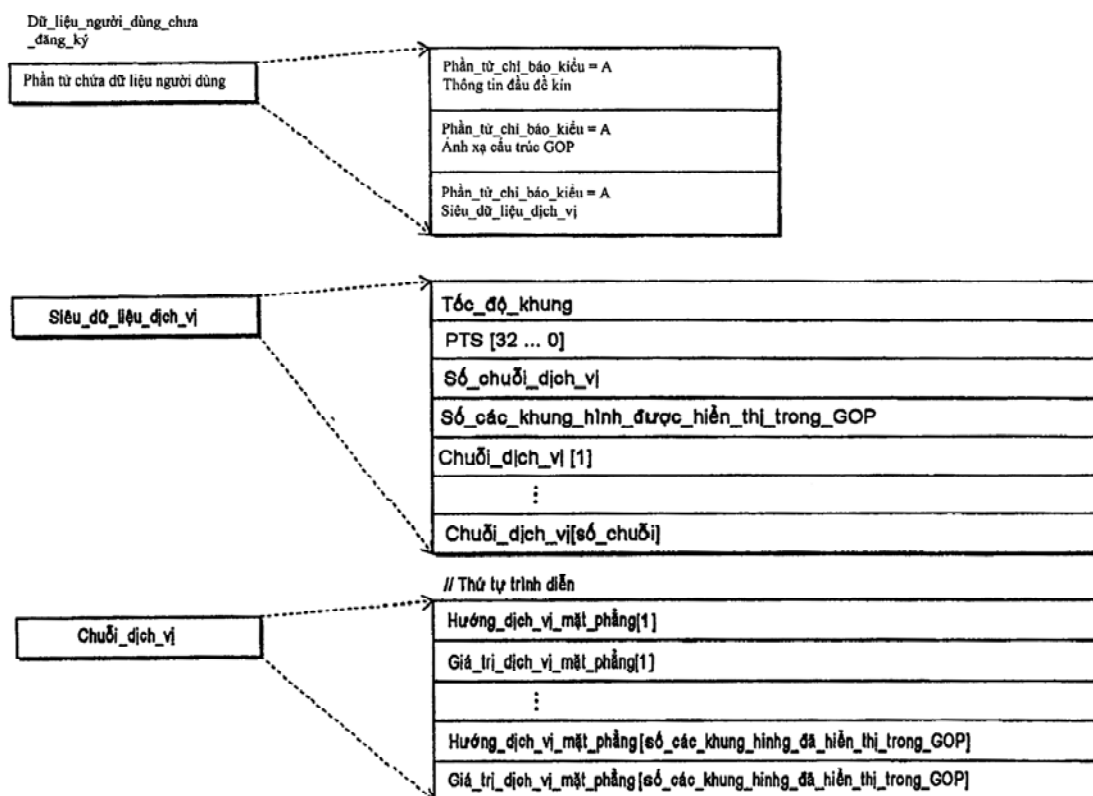 Dữ_liệu_người_dùng_chưa
_đăng_ký
Phần tử chứa dữ liệu người dùng
Phần_tử_chỉ_báo_kiểu = A
Thông tin đầu đề kín
Phần_tử_chỉ_báo_kiểu = A
Ánh xạ cấu trúc GOP
Phần_tử_chỉ_báo_kiểu = A
Siêu_dữ_liệu_dịch_vị
Siêu_dữ_liệu_dịch_vị
Tốc_độ_khung
PTS [32 ... 0]
Số_chuỗi_dịch_vị
Số_các_khung_hình_được_hiển_thị_trong_GOP
Chuỗi_dịch_vị [1]
⋮
Chuỗi_dịch_vị[số_chuỗi]
// Thứ tự trình diễn
Chuỗi_dịch_vị
Hướng_dịch_vị_mặt_phẳng[1]
Giá_trị_dịch_vị_mặt_phẳng[1]
⋮
Hướng_dịch_vị_mặt_phẳng[số_các_khung_hinhg_đã_hiển_thị_trong_GOP]
Giá_trị_dịch_vị_mặt_phẳng[số_các_khung_hinhg_đã_hiển_thị_trong_GOP]